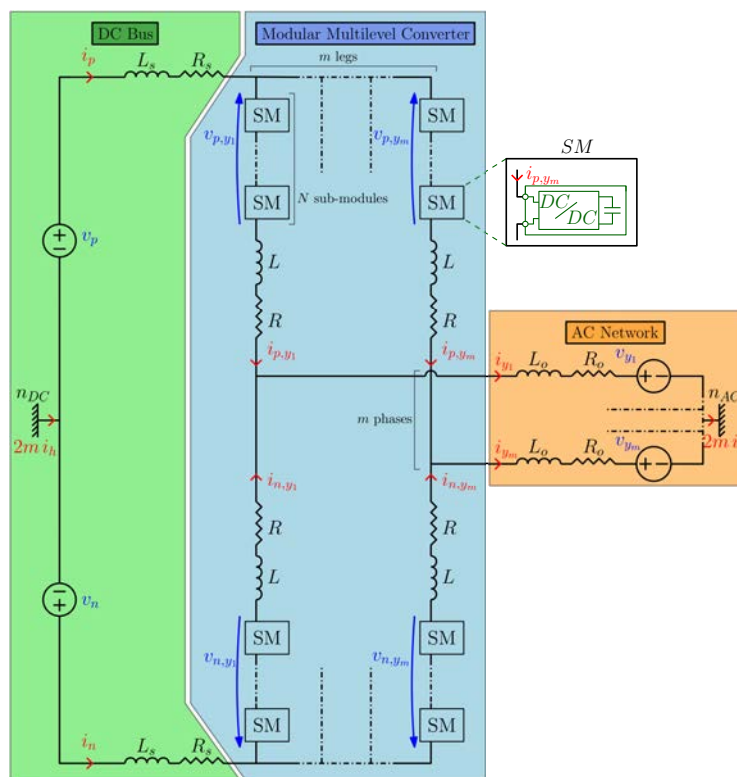 DC Bus
Modular Multilevel Converter
i_p
L_s
R_s
m legs
v_{p,y_1}
SM
v_{p,y_m}
SM
SM
i_{p,y_m}
DC/DC
SM
N sub-modules
SM
v_p
L
L
R
R
AC Network
i_{p,y_1}
i_{p,y_m}
i_{y_1}
L_o
R_o
v_{y_1}
n_{DC}
n_{AC}
m phases
2m i_h
v_{y_m}
2m i
i_{y_m}
L_o
R_o
i_{n,y_1}
i_{n,y_m}
R
R
L
L
v_n
SM
SM
v_{n,y_1}
v_{n,y_m}
SM
SM
i_n
L_s
R_s